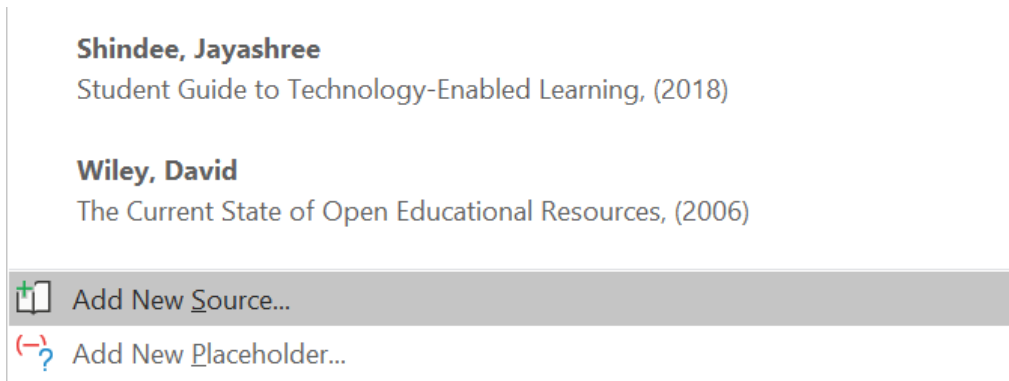 Shindee, Jayashree
Student Guide to Technology-Enabled Learning, (2018)
Wiley, David
The Current State of Open Educational Resources, (2006)
Add New Source...
Add New Placeholder...